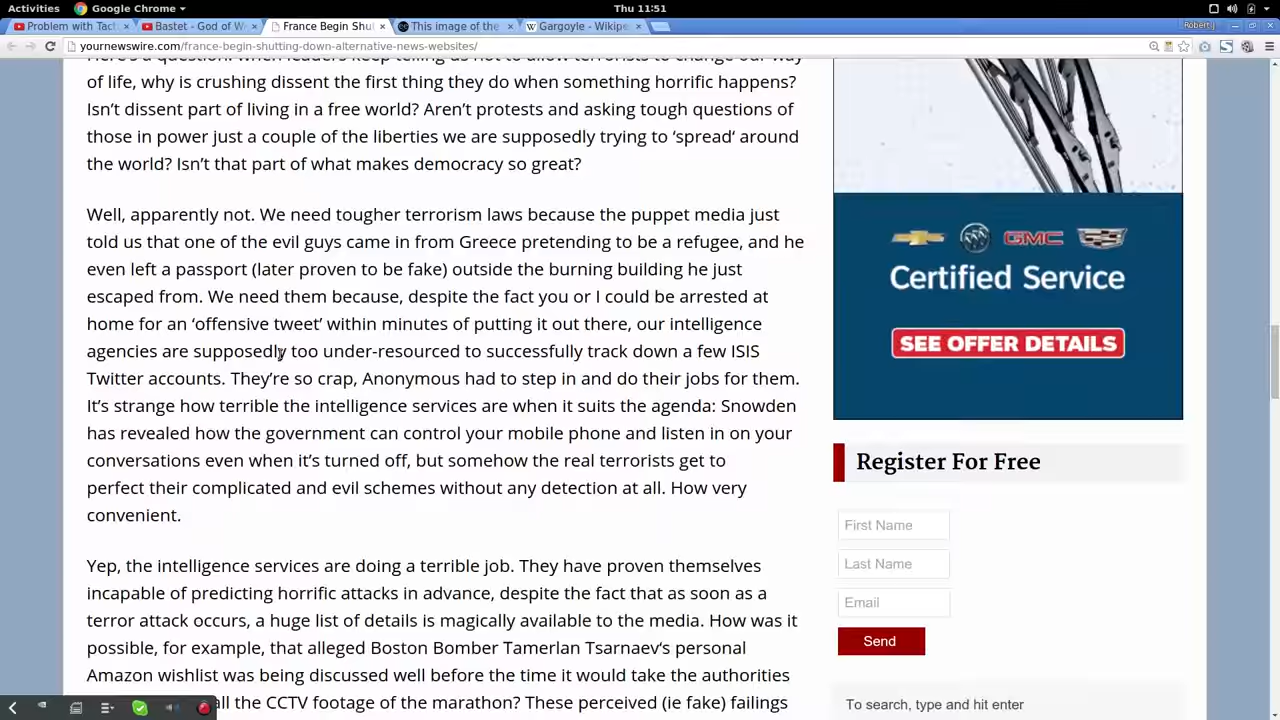 Activities
Google Chrome
Thu 11:51
Problem with Tact
Bastet - God of W
France Begin Shut
This image of the
Gargoyle - Wikipe
Roberty
yournewswire.com/france-begin-shutting-down-alternative-news-websites/
Here's a question: when leaders keep telling us not to allow terrorists to change our way
of life, why is crushing dissent the first thing they do when something horrific happens?
Isn't dissent part of living in a free world? Aren't protests and asking tough questions of
those in power just a couple of the liberties we are supposedly trying to 'spread' around
the world? Isn't that part of what makes democracy so great?
Well, apparently not. We need tougher terrorism laws because the puppet media just
told us that one of the evil guys came in from Greece pretending to be a refugee, and he
even left a passport (later proven to be fake) outside the burning building he just
escaped from. We need them because, despite the fact you or I could be arrested at
home for an 'offensive tweet' within minutes of putting it out there, our intelligence
agencies are supposedly too under-resourced to successfully track down a few ISIS
Twitter accounts. They're so crap, Anonymous had to step in and do their jobs for them.
It's strange how terrible the intelligence services are when it suits the agenda: Snowden
has revealed how the government can control your mobile phone and listen in on your
conversations even when it's turned off, but somehow the real terrorists get to
perfect their complicated and evil schemes without any detection at all. How very
convenient.
Yep, the intelligence services are doing a terrible job. They have proven themselves
incapable of predicting horrific attacks in advance, despite the fact that as soon as a
terror attack occurs, a huge list of details is magically available to the media. How was it
possible, for example, that alleged Boston Bomber Tamerlan Tsarnaev's personal
Amazon wishlist was being discussed well before the time it would take the authorities
all the CCTV footage of the marathon? These perceived (ie fake) failings
GMC
Certified Service
SEE OFFER DETAILS
Register For Free
First Name
Last Name
Email
Send
To search, type and hit enter